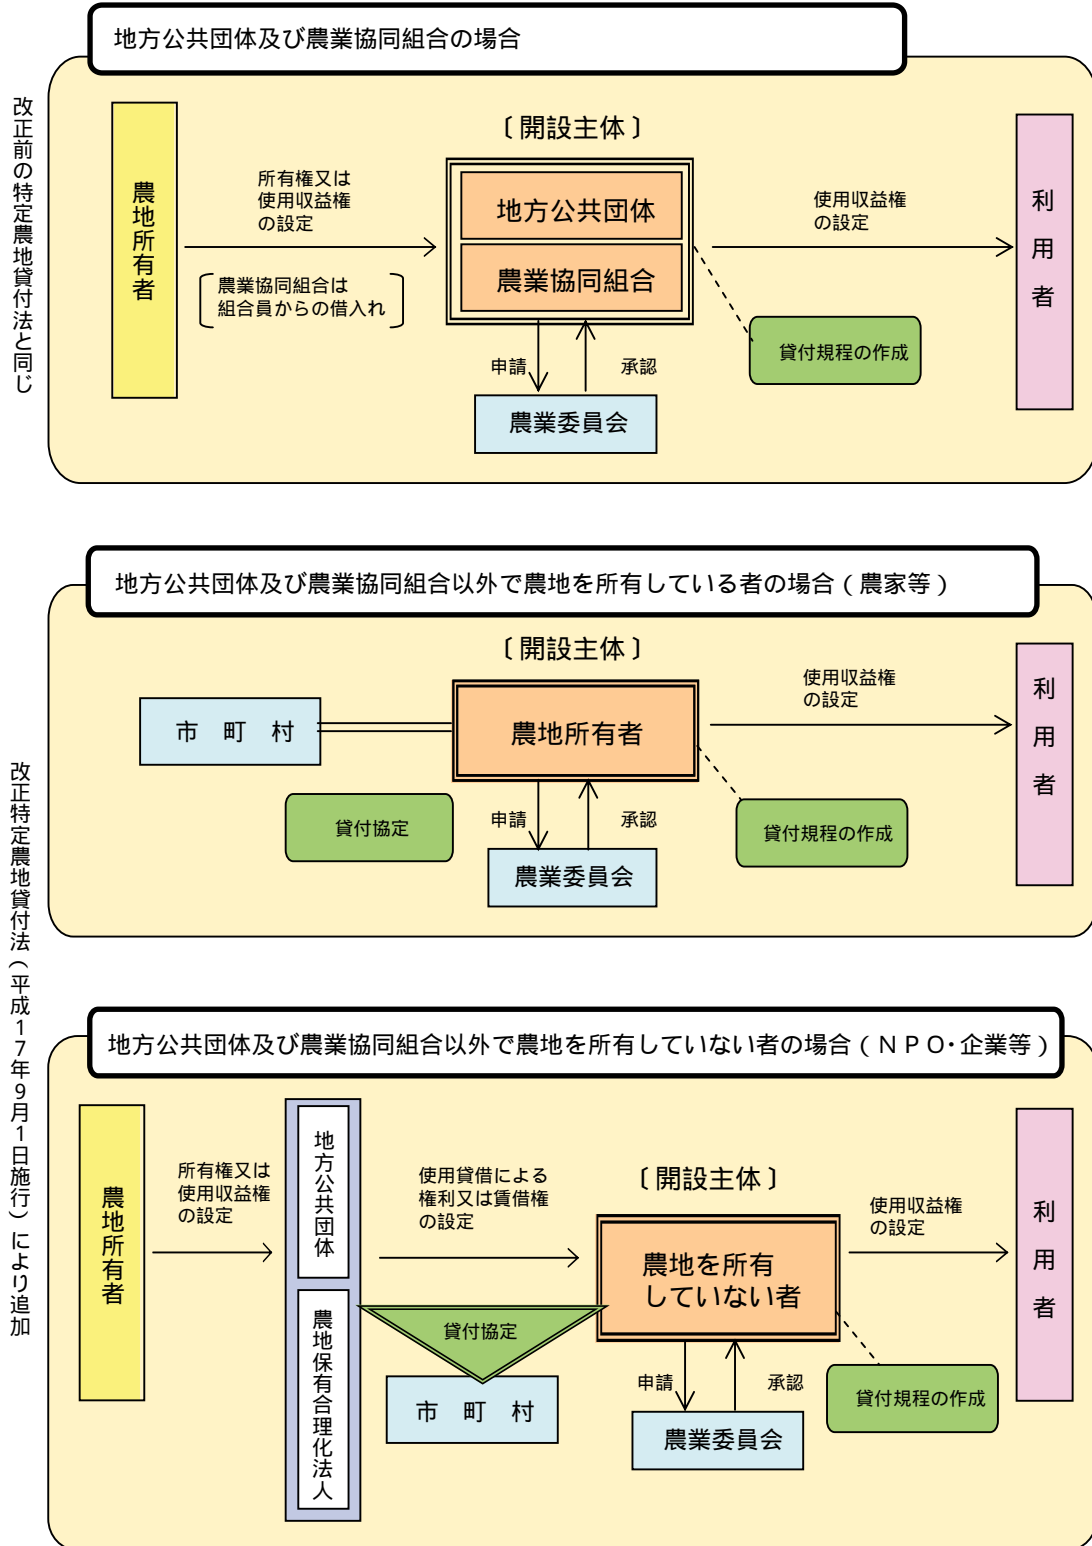 改正前の特定農地貸付法と同じ
地方公共団体及び農業協同組合の場合
農地所有者
所有権又は
使用収益権
の設定
農業協同組合は
組合員からの借入れ
〔開設主体〕
地方公共団体
農業協同組合
申請
承認
農業委員会
使用収益権
の設定
貸付規程の作成
利用者
改正特定農地貸付法(平成17年9月1日施行)により追加
地方公共団体及び農業協同組合以外で農地を所有している者の場合(農家等)
〔開設主体〕
市 町 村
農地所有者
貸付協定
申請
承認
農業委員会
使用収益権
の設定
貸付規程の作成
利用者
地方公共団体及び農業協同組合以外で農地を所有していない者の場合(NPO・企業等)
農地所有者
所有権又は
使用収益権
の設定
地方公共団体
農地保有合理化法人
使用貸借による
権利又は賃借権
の設定
貸付協定
市 町 村
〔開設主体〕
農地を所有
していない者
申請
承認
農業委員会
使用収益権
の設定
貸付規程の作成
利用者